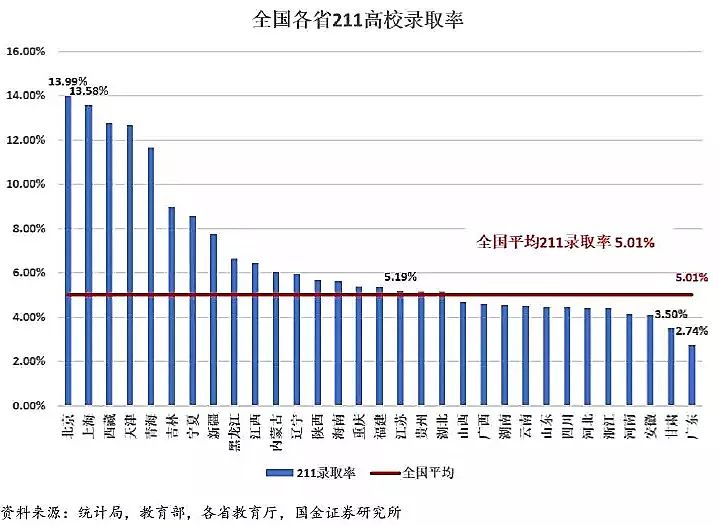 全国各省211高校录取率
16.00%
14.00%
12.00%
10.00%
8.00%
6.00%
4.00%
2.00%
0.00%
13.99%
13.58%
5.19%
全国平均211录取率 5.01%
5.01%
3.50%
2.74%
北京
上海
西藏
天津
青海
吉林
宁夏
新疆
黑龙江
江西
内蒙古
辽宁
陕西
海南
重庆
福建
江苏
贵州
湖北
山西
广西
湖南
云南
山东
四川
河北
浙江
河南
安徽
甘肃
广东
211录取率
全国平均
资料来源：统计局，教育部，各省教育厅，国金证券研究所